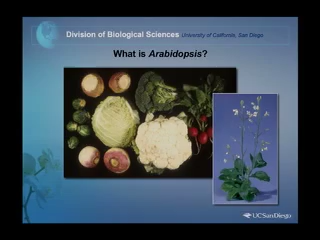 Division of Biological Sciences University of California, San Diego
What is Arabidopsis?
UCSanDiego